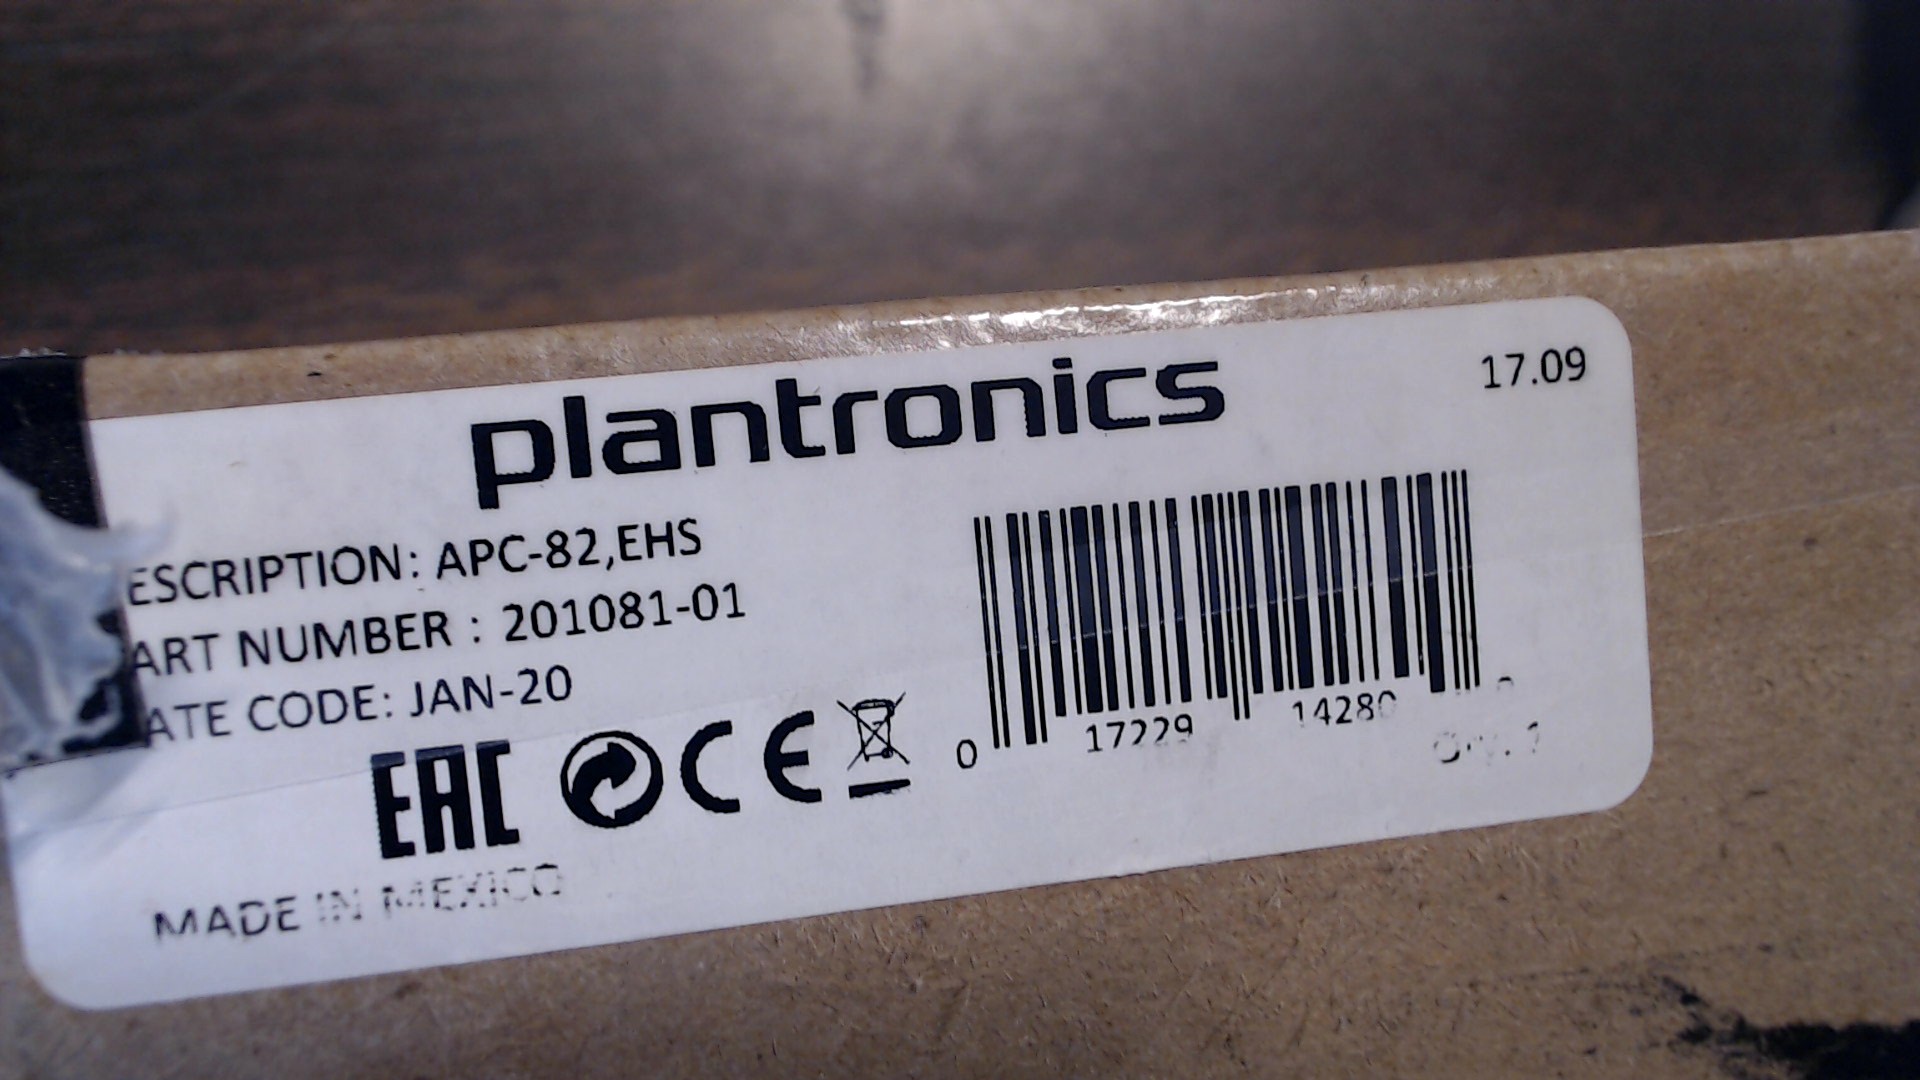 plantronics
17.09
ESCRIPTION: APC-82,EHS
ART NUMBER : 201081-01
ATE CODE: JAN-20
EAC
CE
0 17229 14280
MADE IN MEXICO